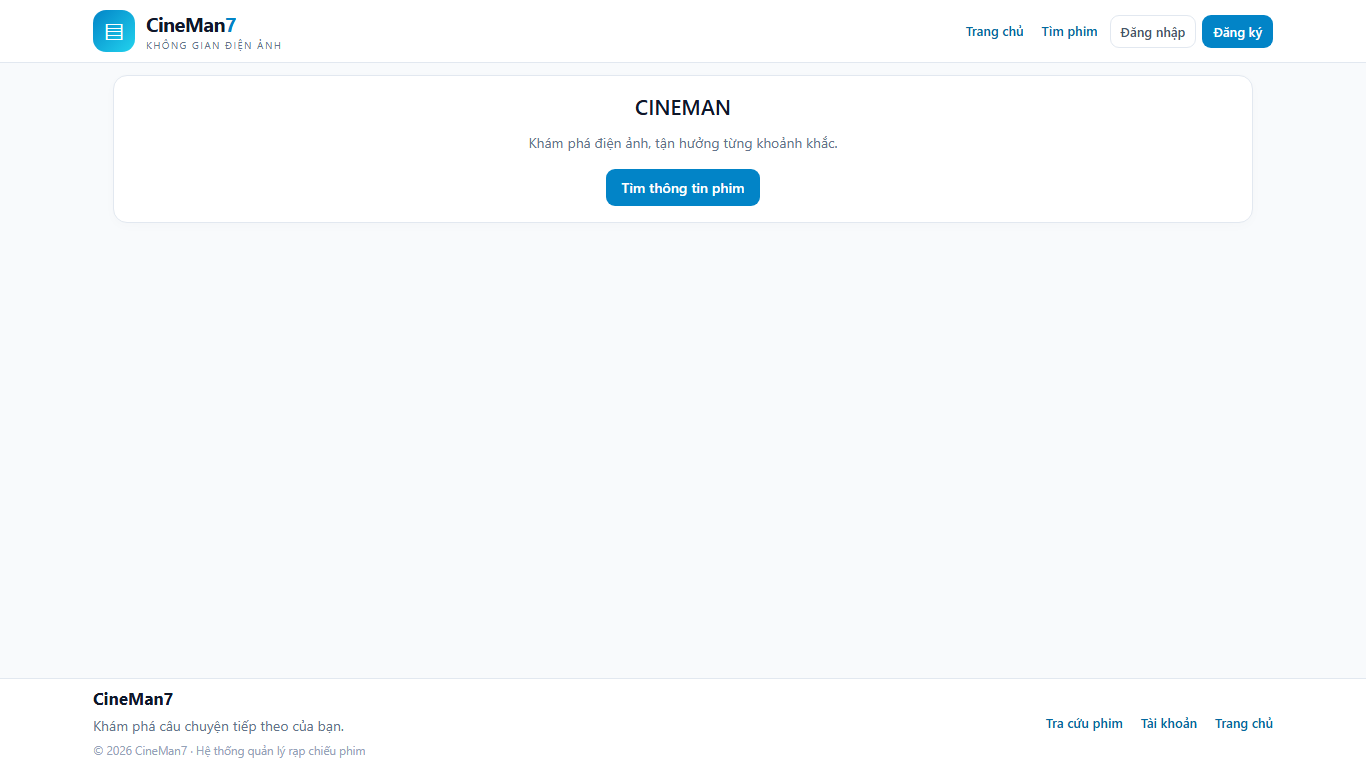 CineMan7
KHÔNG GIAN ĐIỆN ẢNH
Trang chủ
Tìm phim
Đăng nhập
Đăng ký
CINEMAN
Khám phá điện ảnh, tận hưởng từng khoảnh khắc.
Tìm thông tin phim
CineMan7
Khám phá câu chuyện tiếp theo của bạn.
© 2026 CineMan7 · Hệ thống quản lý rạp chiếu phim
Tra cứu phim
Tài khoản
Trang chủ